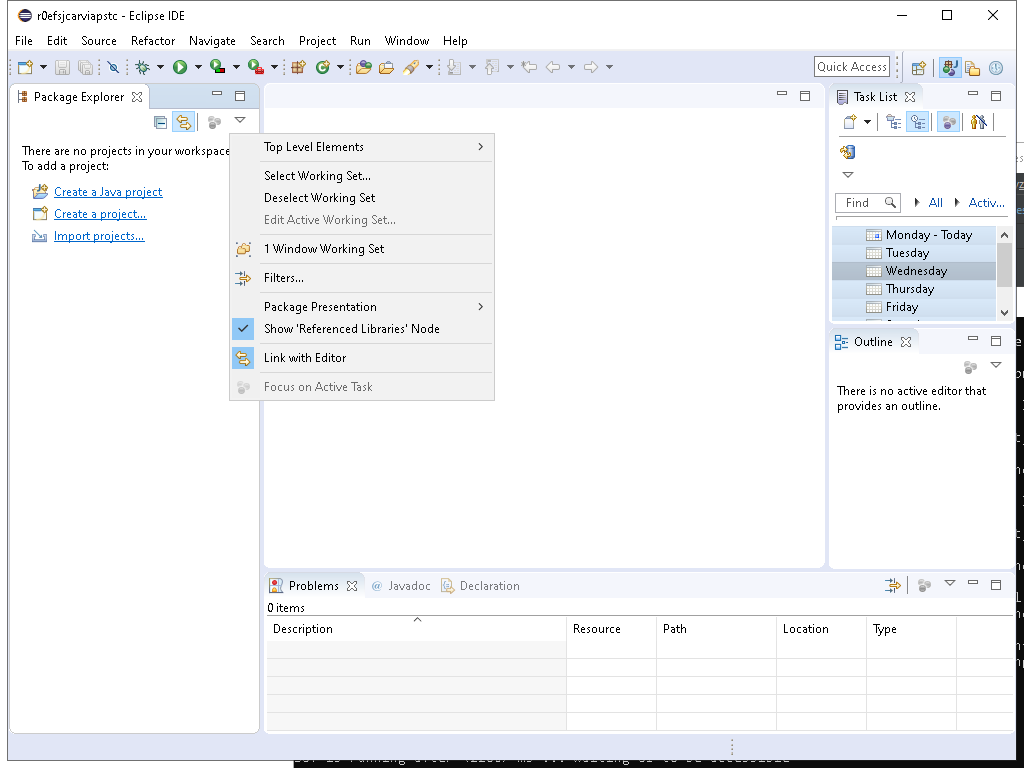 r0efsjcarviapstc - Eclipse IDE
File Edit Source Refactor Navigate Search Project Run Window Help
Quick Access
Package Explorer
There are no projects in your workspace
To add a project:
Create a Java project
Create a project...
Import projects...
Top Level Elements
Select Working Set...
Deselect Working Set
Edit Active Working Set...
1 Window Working Set
Filters...
Package Presentation
Show 'Referenced Libraries' Node
Link with Editor
Focus on Active Task
Task List
Find All Activ...
Monday - Today
Tuesday
Wednesday
Thursday
Friday
Outline
There is no active editor that
provides an outline.
Problems @ Javadoc Declaration
0 items
Description Resource Path Location Type